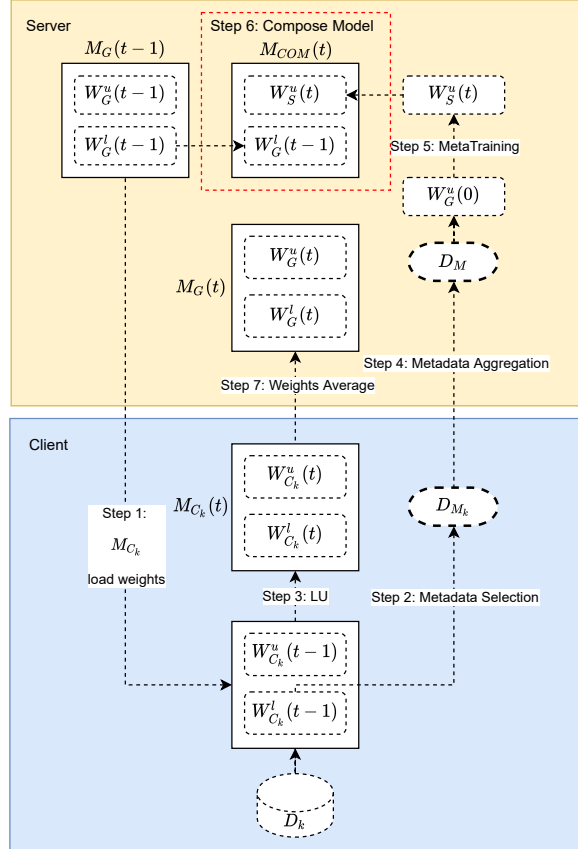 Server
Step 6: Compose Model
$M_G(t-1)$
$M_{COM}(t)$
$W_G^u(t-1)$
$W_S^u(t)$
$W_S^u(t)$
$W_G^l(t-1)$
$W_G^l(t-1)$
Step 5: MetaTraining
$W_G^u(0)$
$W_G^u(t)$
$D_M$
$M_G(t)$
$W_G^l(t)$
Step 4: Metadata Aggregation
Step 7: Weights Average
Client
$W_{C_k}^u(t)$
$M_{C_k}(t)$
$D_{M_k}$
Step 1:
$W_{C_k}^l(t)$
$M_{C_k}$
load weights
Step 3: LU
Step 2: Metadata Selection
$W_{C_k}^u(t-1)$
$W_{C_k}^l(t-1)$
$D_k$